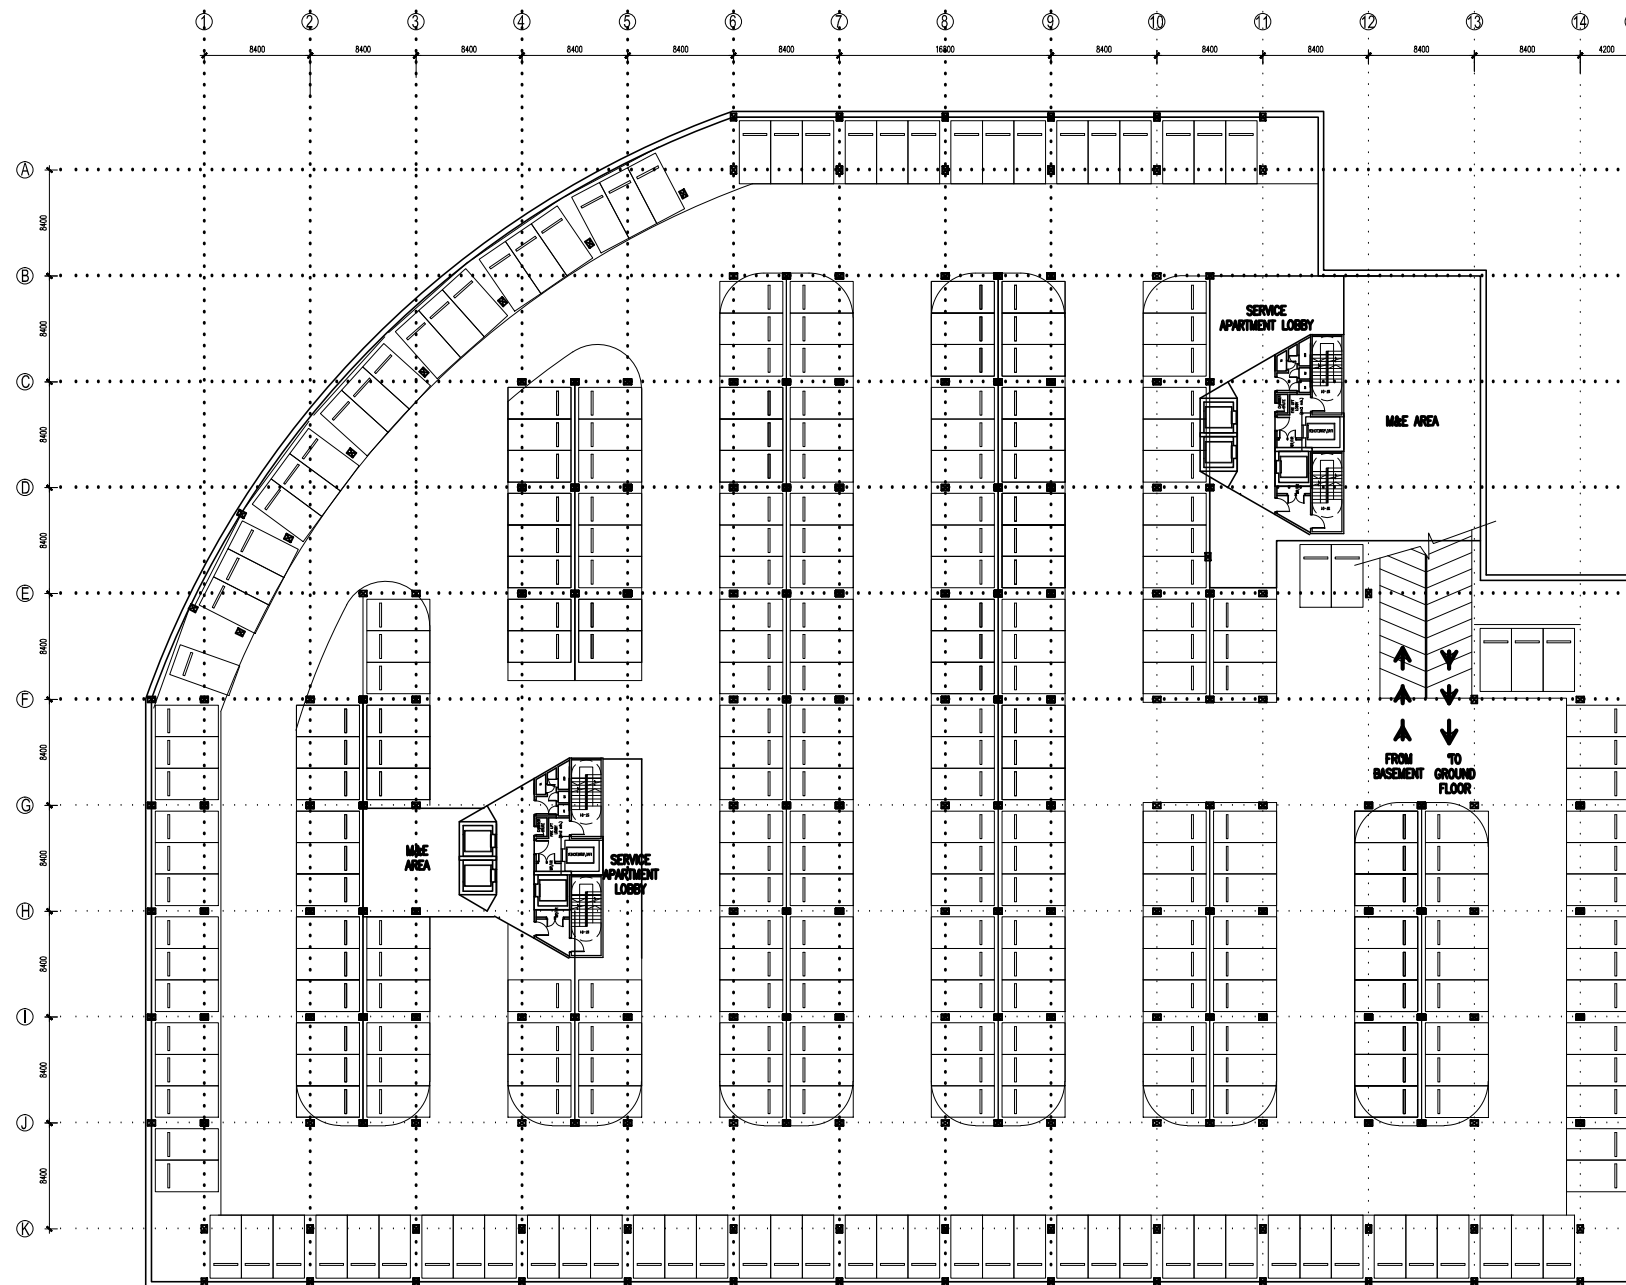 1 2 3 4 5 6 7 8 9 10 11 12 13 14
8400 8400 8400 8400 8400 8400 16800 8400 8400 8400 8400 8400 4200
A
8400
B
8400
C
8400
D
8400
E
8400
F
8400
G
8400
H
8400
I
8400
J
8400
K
SERVICE
APARTMENT LOBBY
M&E AREA
FROM
BASEMENT
TO
GROUND
FLOOR
M&E
AREA
SERVICE
APARTMENT
LOBBY